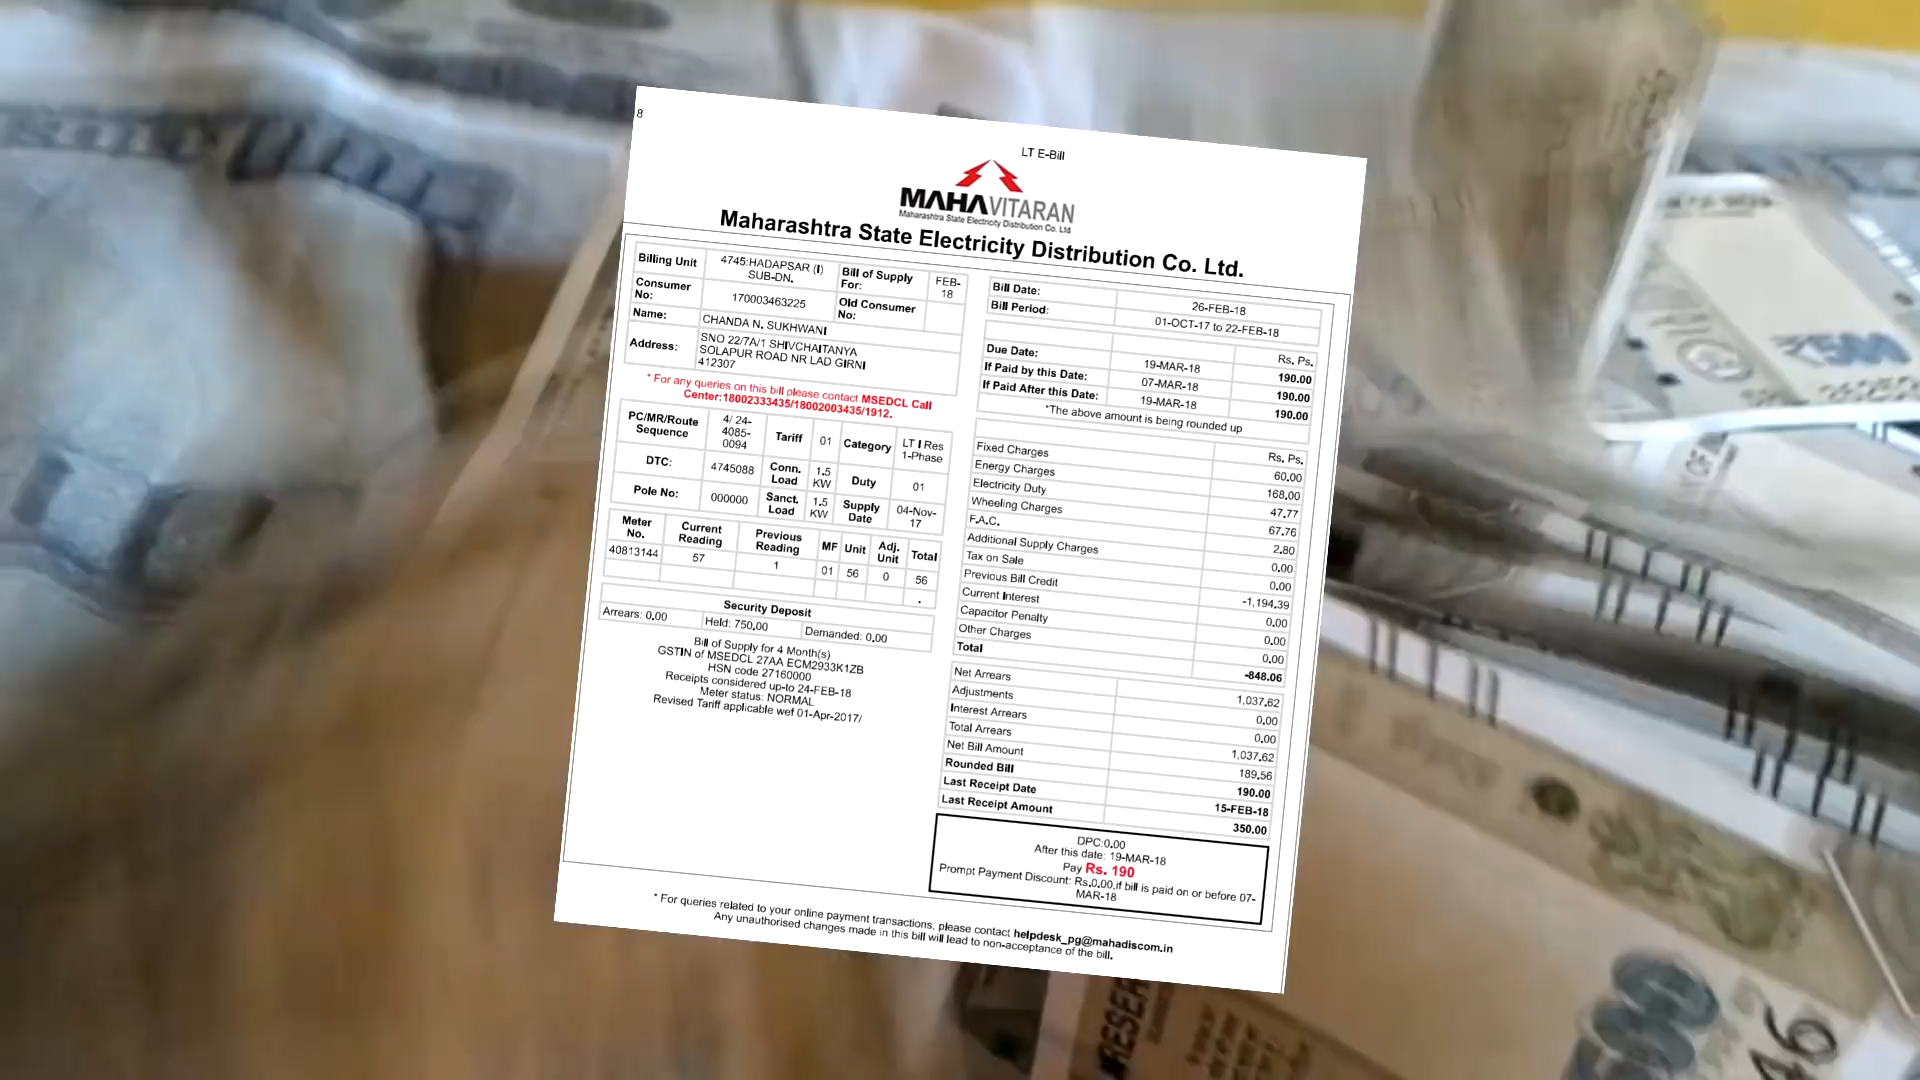 8
LT E-Bill
MAHAVITARAN
Maharashtra State Electricity Distribution Co. Ltd
Maharashtra State Electricity Distribution Co. Ltd.
Billing Unit 4745:HADAPSAR (I) SUB-DN. Bill of Supply For: FEB-18
Consumer No: 170003463225 Old Consumer No:
Name: CHANDA N. SUKHWANI
Address: SNO 22/7A/1 SHIVCHAITANYA
SOLAPUR ROAD NR LAD GIRNI
412307
* For any queries on this bill please contact MSEDCL Call
Center:18002333435/18002003435/1912.
PC/MR/Route Sequence 4/ 24-4085-0094 Tariff 01 Category LT I Res 1-Phase
DTC: 4745088 Conn. Load 1.5 KW Duty 01
Pole No: 000000 Sanct. Load 1.5 KW Supply Date 04-Nov-17
Meter No. Current Reading Previous Reading MF Unit Adj. Unit Total
40813144 57 1 01 56 0 56
.
Security Deposit
Arrears: 0.00 Held: 750.00 Demanded: 0.00
Bill of Supply for 4 Month(s)
GSTIN of MSEDCL 27AA ECM2933K1ZB
HSN code 27160000
Receipts considered up-to 24-FEB-18
Meter status: NORMAL
Revised Tariff applicable wef 01-Apr-2017/
Bill Date: 26-FEB-18
Bill Period: 01-OCT-17 to 22-FEB-18
Rs. Ps.
Due Date: 19-MAR-18 190.00
If Paid by this Date: 07-MAR-18 190.00
If Paid After this Date: 19-MAR-18 190.00
*The above amount is being rounded up
Rs. Ps.
Fixed Charges 60.00
Energy Charges 168.00
Electricity Duty 47.77
Wheeling Charges 67.76
F.A.C. 2.80
Additional Supply Charges 0.00
Tax on Sale 0.00
Previous Bill Credit -1,194.39
Current Interest 0.00
Capacitor Penalty 0.00
Other Charges 0.00
Total -848.06
Net Arrears 1,037.62
Adjustments 0.00
Interest Arrears 0.00
Total Arrears 1,037.62
Net Bill Amount 189.56
Rounded Bill 190.00
Last Receipt Date 15-FEB-18
Last Receipt Amount 350.00
DPC:0.00
After this date: 19-MAR-18
Pay Rs. 190
Prompt Payment Discount: Rs.0.00,if bill is paid on or before 07-
MAR-18
* For queries related to your online payment transactions, please contact helpdesk_pg@mahadiscom.in
Any unauthorised changes made in this bill will lead to non-acceptance of the bill.
₹500
RESER
46